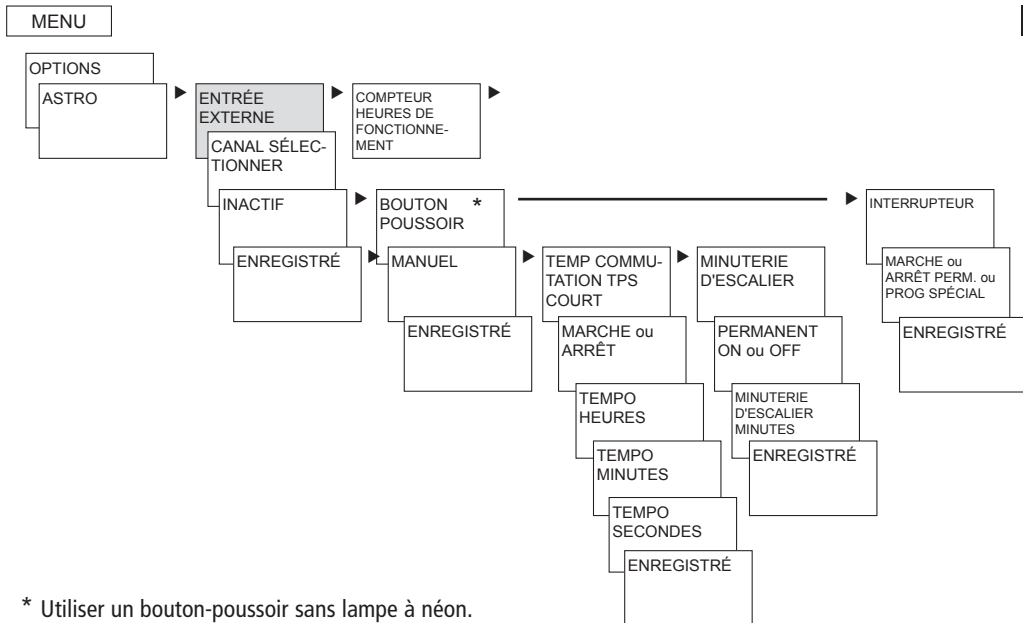 MENU
OPTIONS
ASTRO
ENTRÉE
EXTERNE
COMPTEUR
HEURES DE
FONCTIONNE-
MENT
CANAL SÉLEC-
TIONNER
INACTIF
BOUTON *
POUSSOIR
INTERRUPTEUR
ENREGISTRÉ
MANUEL
TEMP COMMU-
TATION TPS
COURT
MINUTERIE
D'ESCALIER
MARCHE ou
ARRÊT PERM. ou
PROG SPÉCIAL
ENREGISTRÉ
MARCHE ou
ARRÊT
PERMANENT
ON ou OFF
ENREGISTRÉ
TEMPO
HEURES
MINUTERIE
D'ESCALIER
MINUTES
TEMPO
MINUTES
ENREGISTRÉ
TEMPO
SECONDES
ENREGISTRÉ
* Utiliser un bouton-poussoir sans lampe à néon.